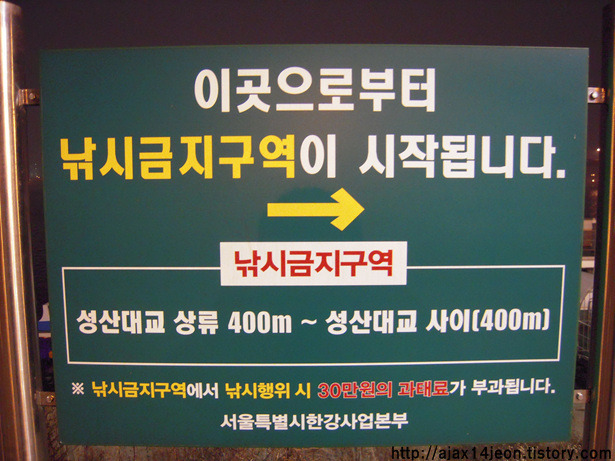 이곳으로부터
낚시금지구역이 시작됩니다.
낚시금지구역
성산대교 상류 400m ~ 성산대교 사이(400m)
※ 낚시금지구역에서 낚시행위 시 30만원의 과태료가 부과됩니다.
서울특별시한강사업본부
http://ajax14jeon.tistory.com